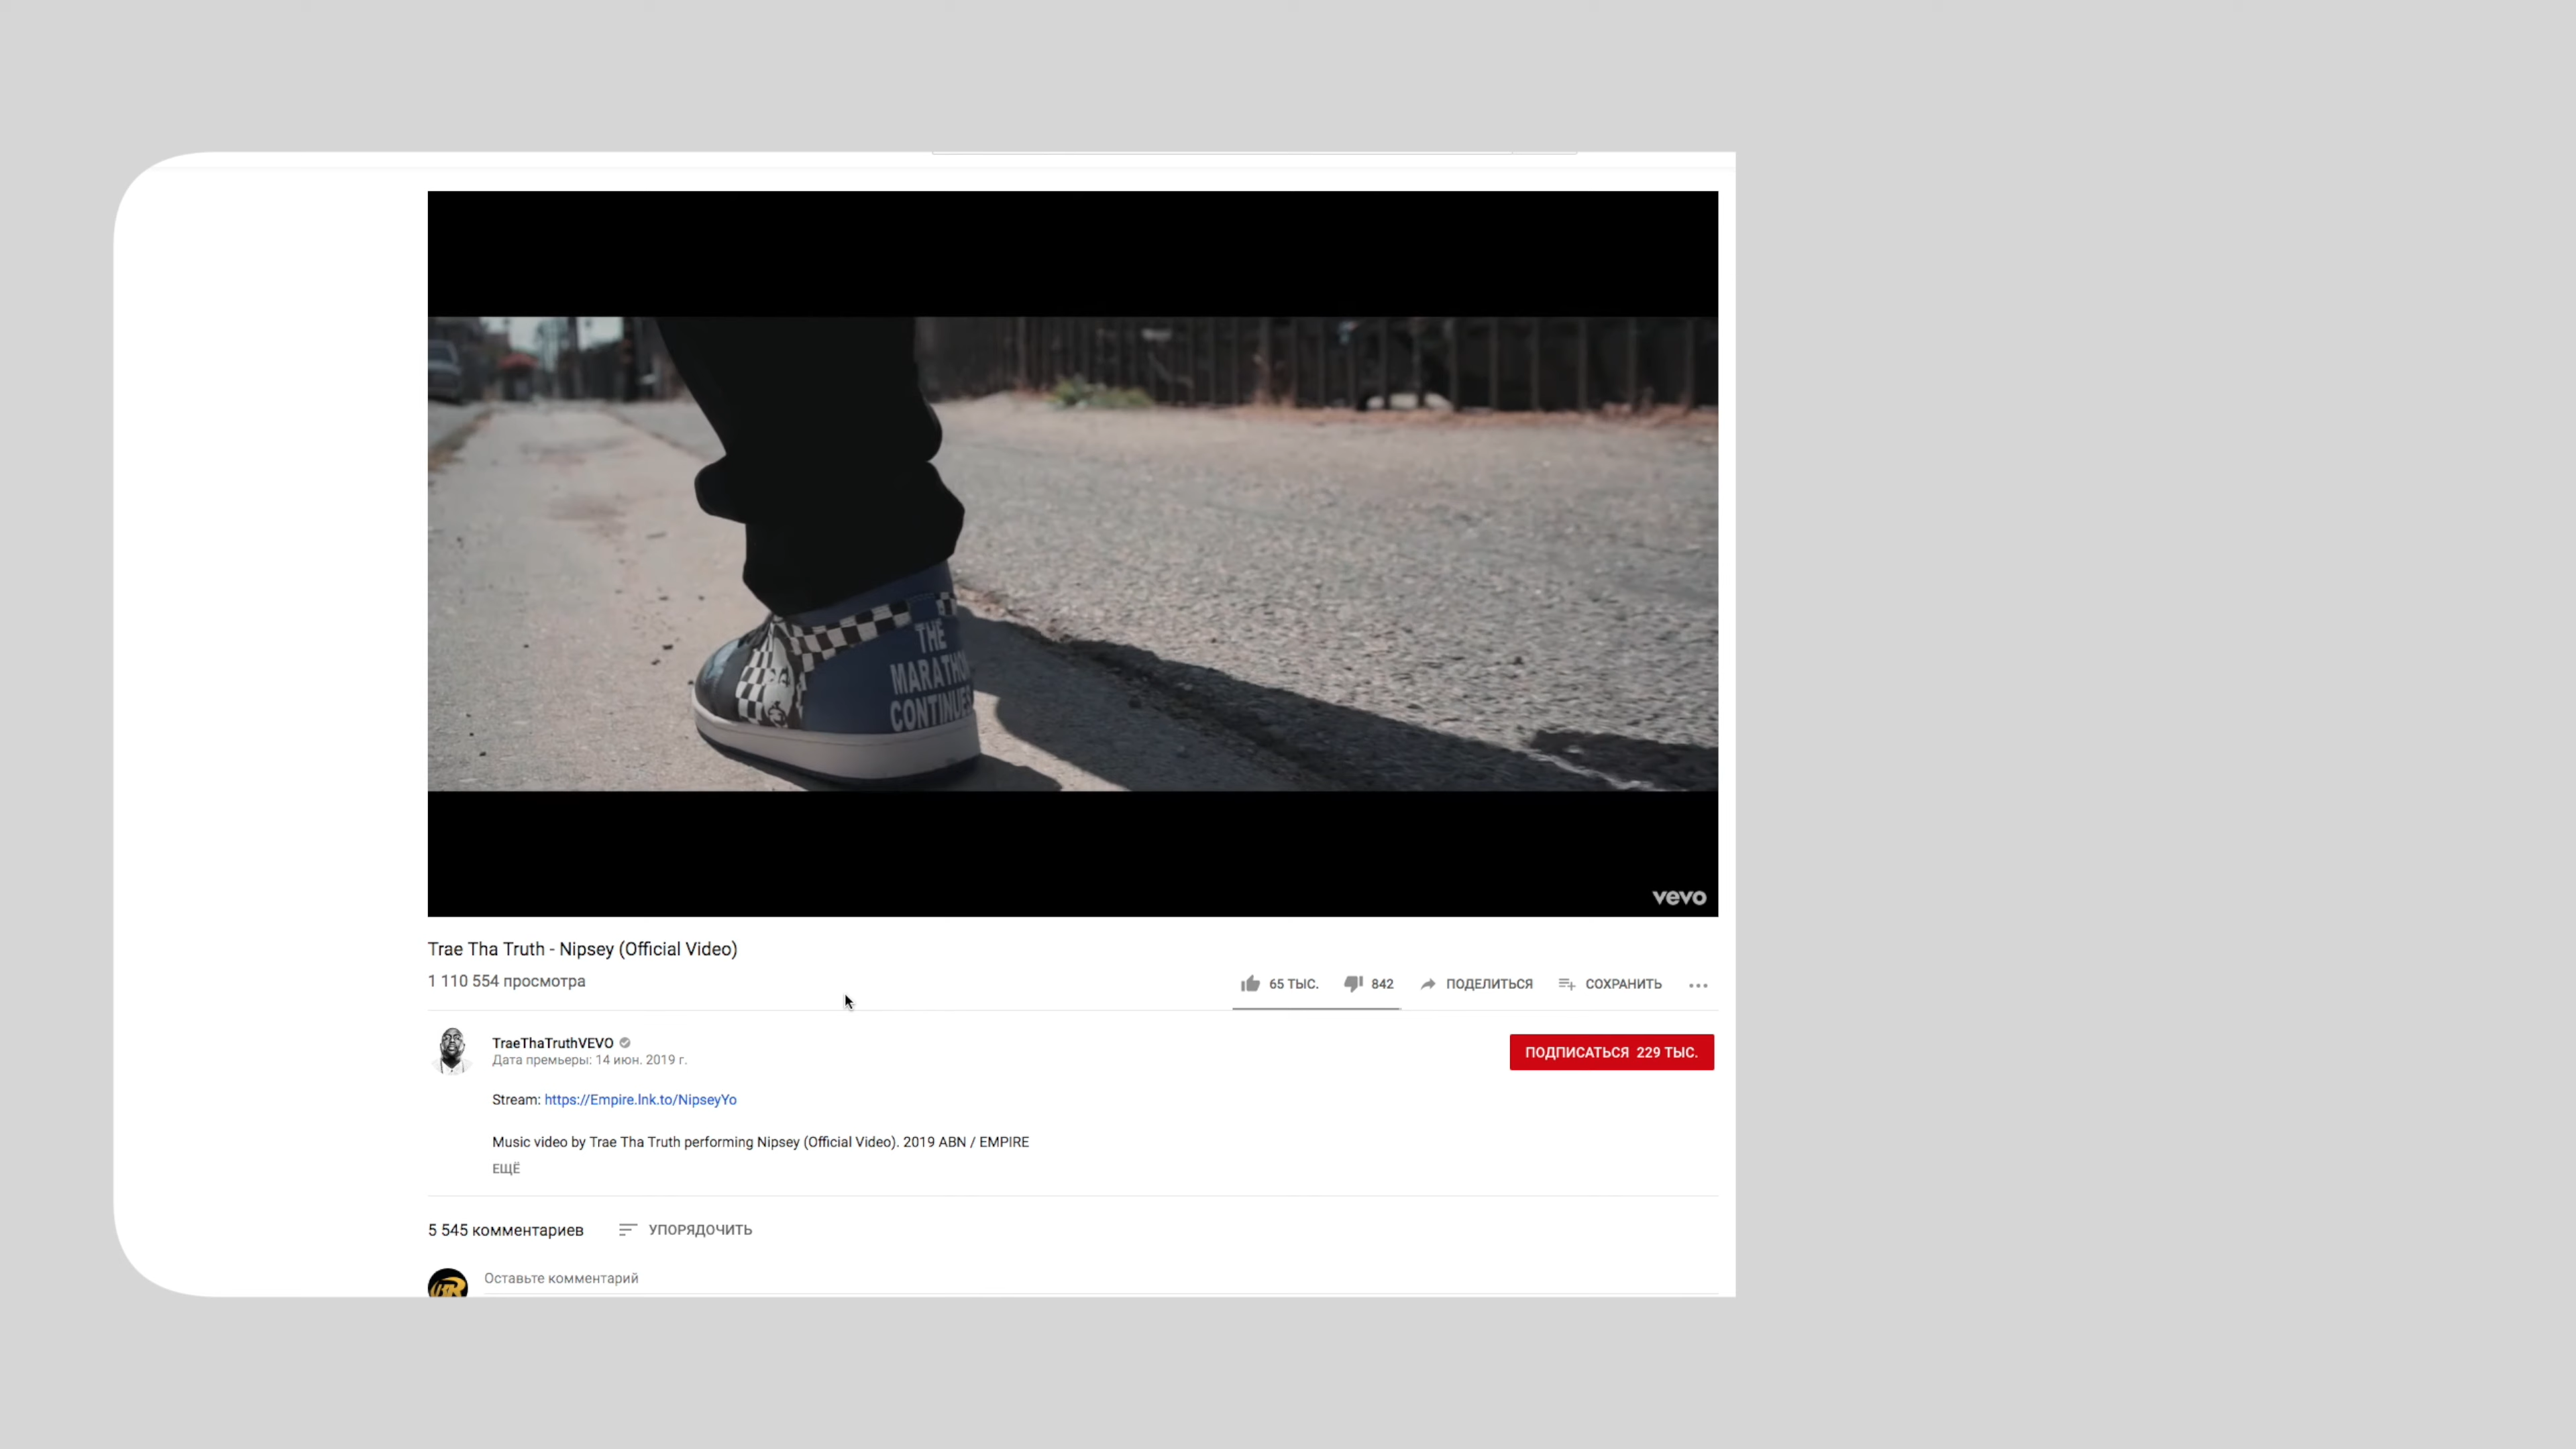 THE
MARATHON
CONTINUES
vevo
Trae Tha Truth - Nipsey (Official Video)
1 110 554 просмотра
65 ТЫС. 842 ПОДЕЛИТЬСЯ СОХРАНИТЬ
TraeThaTruthVEVO
Дата премьеры: 14 июн. 2019 г.
ПОДПИСАТЬСЯ 229 ТЫС.
Stream: https://Empire.lnk.to/NipseyYo
Music video by Trae Tha Truth performing Nipsey (Official Video). 2019 ABN / EMPIRE
ЕЩЁ
5 545 комментариев УПОРЯДОЧИТЬ
Оставьте комментарий